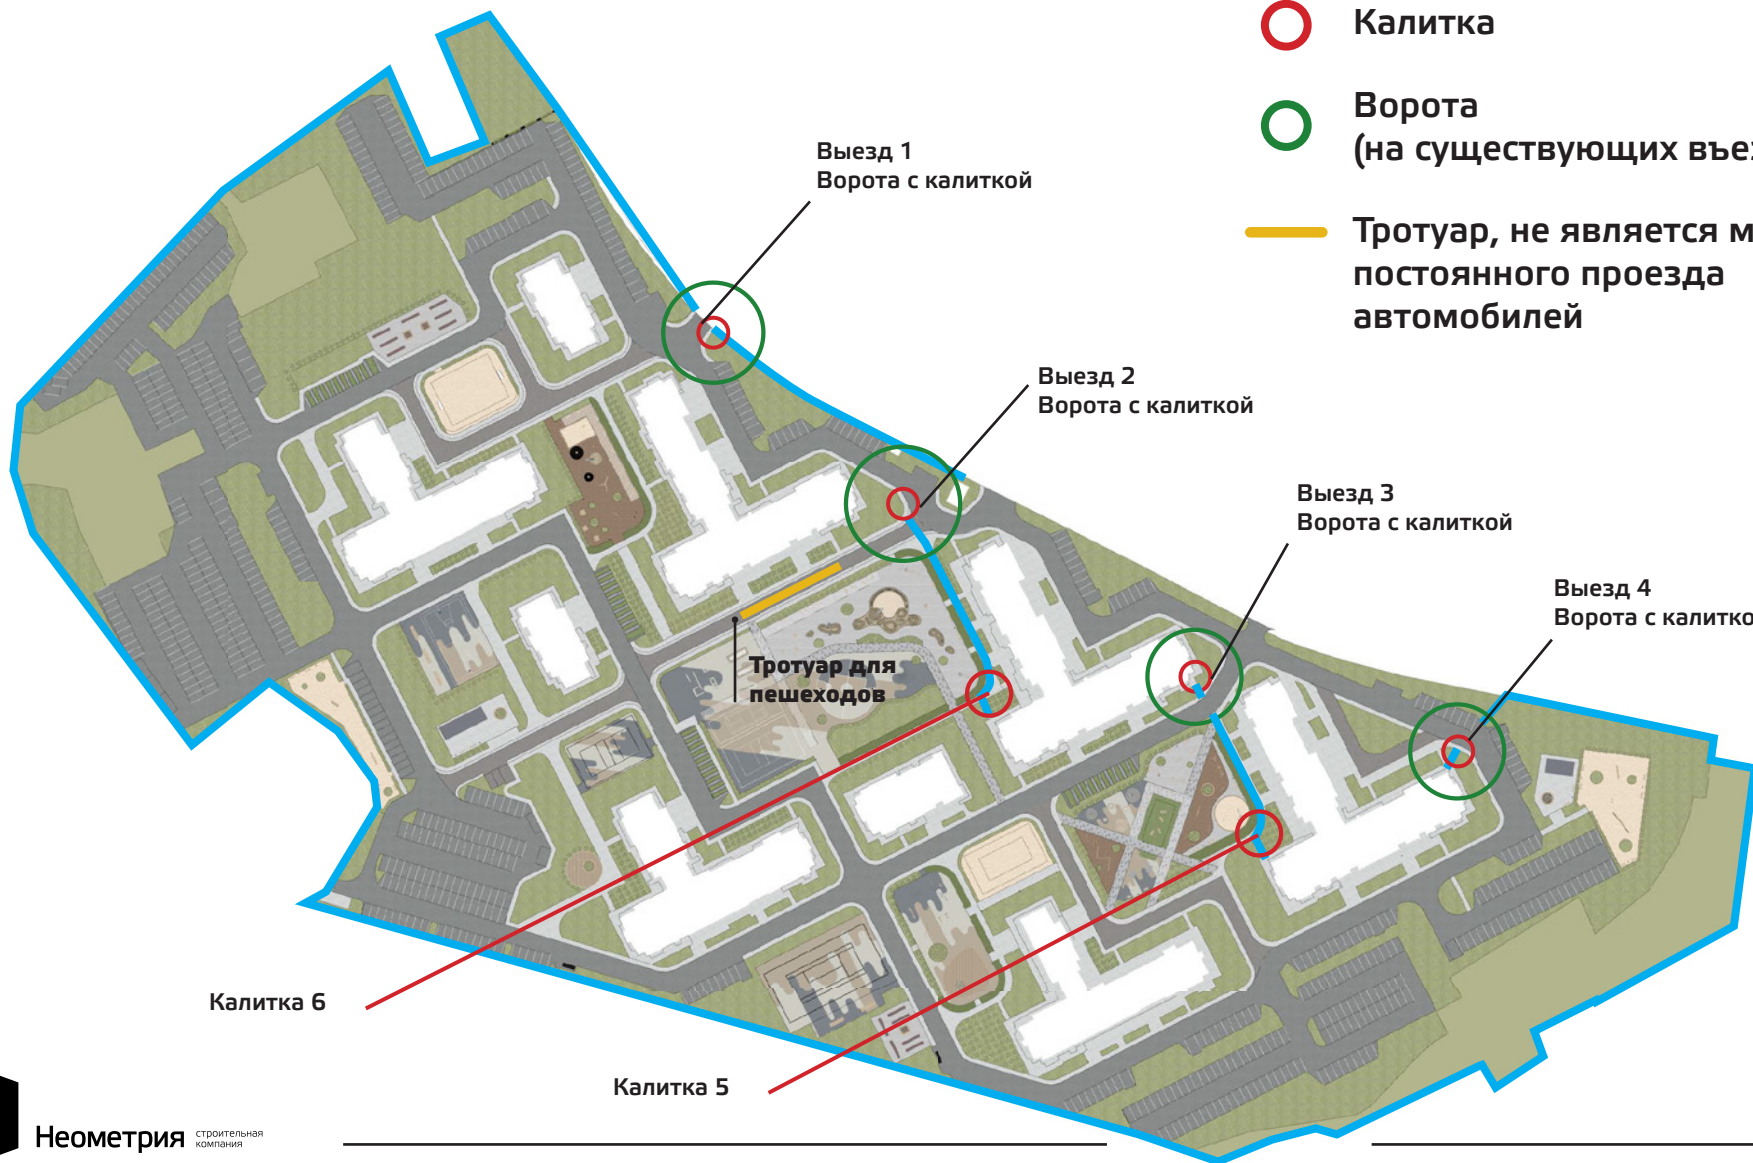 Калитка
Ворота
(на существующих
Тротуар, не является
постоянного проезда
автомобилей
Выезд 1
Ворота с калиткой
Выезд 2
Ворота с калиткой
Выезд 3
Ворота с калиткой
Выезд 4
Ворота с калитко
Тротуар для
пешеходов
Калитка 6
Калитка 5
Неометрия
строительная
компания